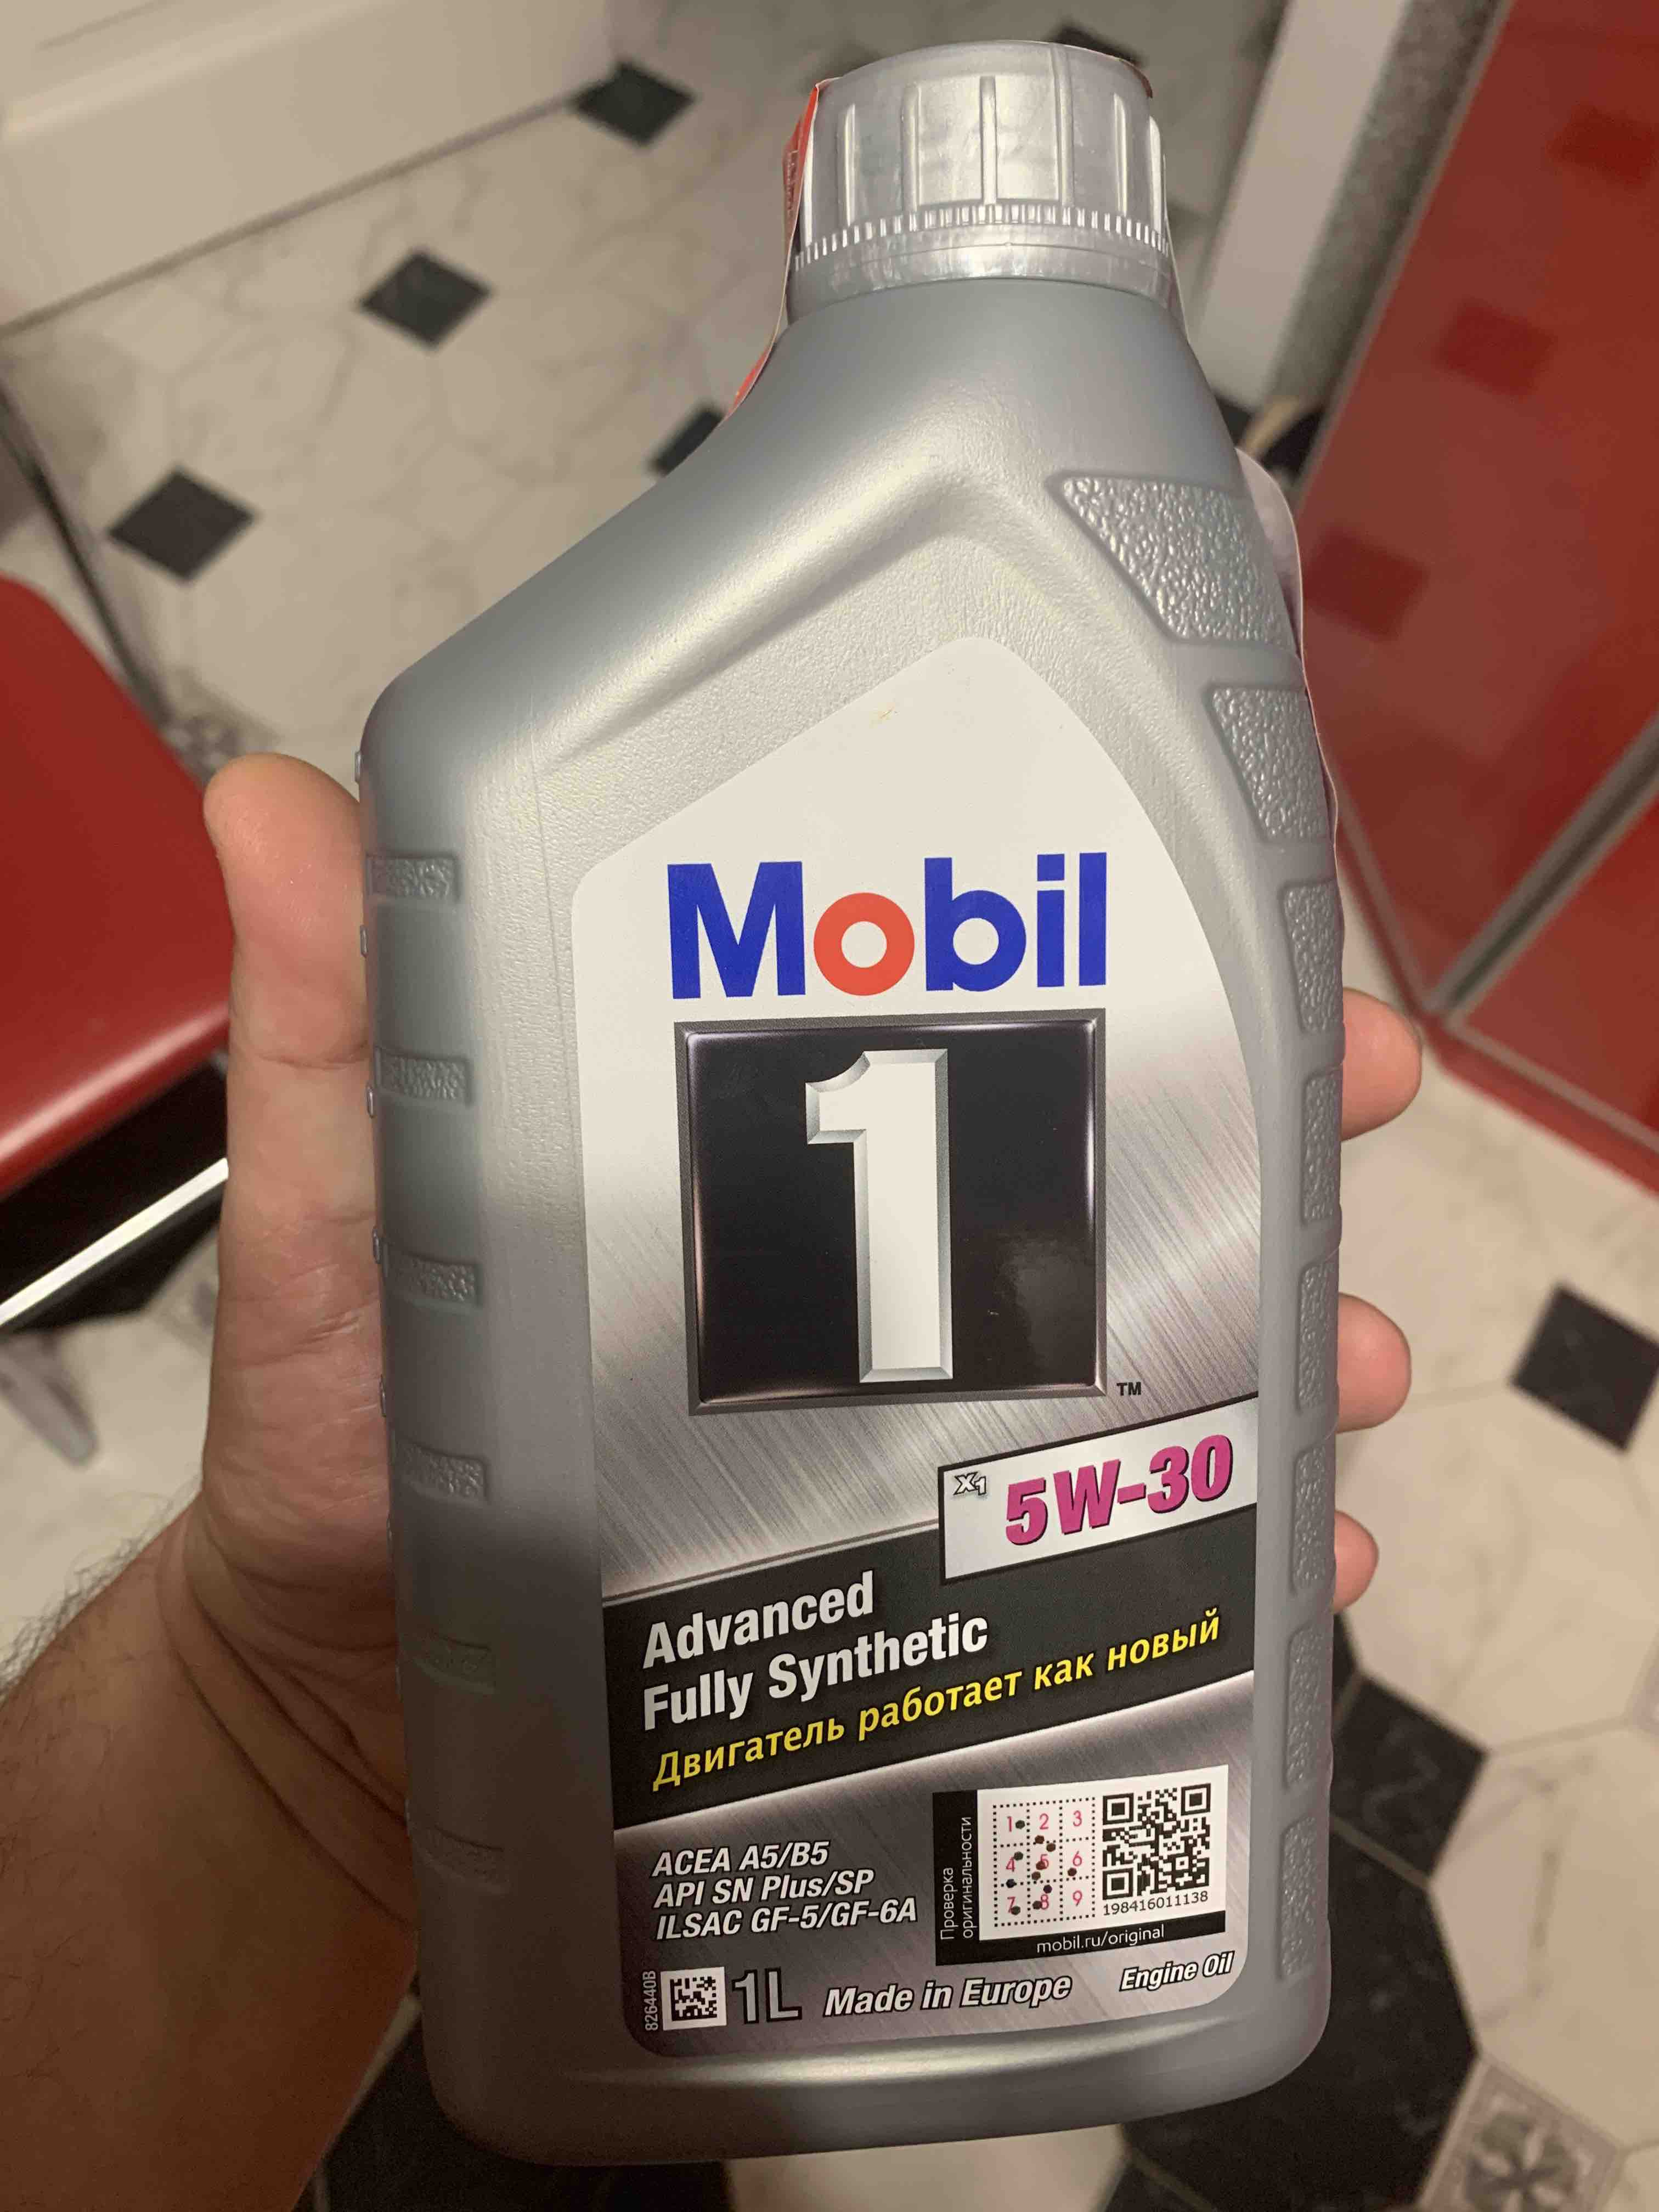 Mobil
1
TM
X1
5W-30
Advanced
Fully Synthetic
Двигатель работает как новый
ACEA A5/B5
API SN Plus/SP
ILSAC GF-5/GF-6A
Проверка
оригинальности
1 2 3
4 5 6
7 8 9
198416011138
mobil.ru/original
826440B
1L
Made in Europe
Engine Oil